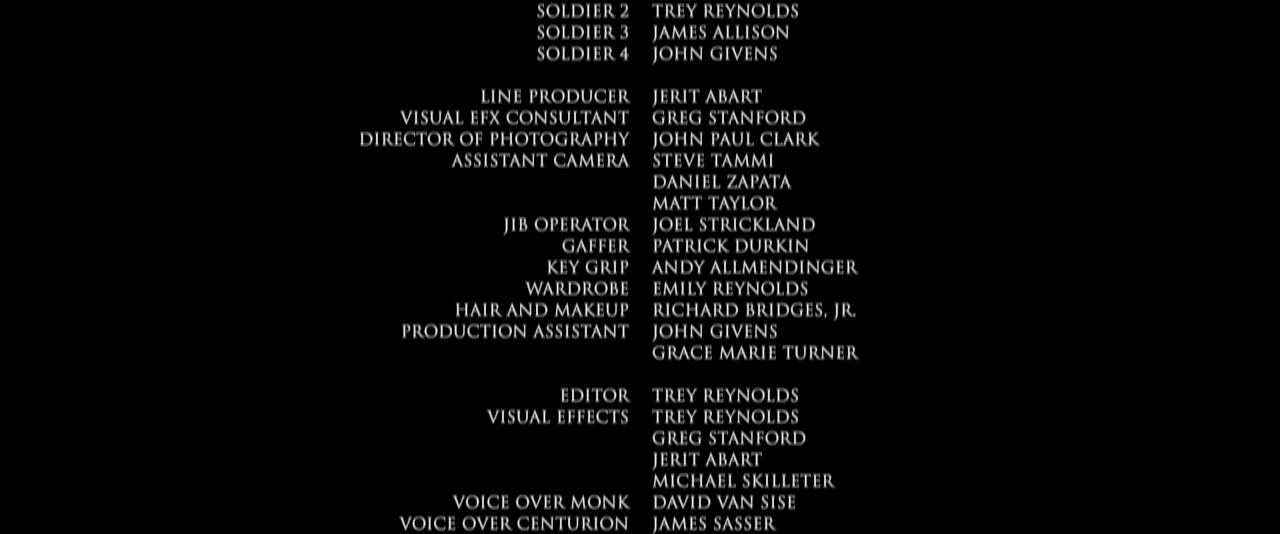 SOLDIER 2 TREY REYNOLDS
SOLDIER 3 JAMES ALLISON
SOLDIER 4 JOHN GIVENS
LINE PRODUCER JERIT ABART
VISUAL EFX CONSULTANT GREG STANFORD
DIRECTOR OF PHOTOGRAPHY JOHN PAUL CLARK
ASSISTANT CAMERA STEVE TAMMI
DANIEL ZAPATA
MATT TAYLOR
JIB OPERATOR JOEL STRICKLAND
GAFFER PATRICK DURKIN
KEY GRIP ANDY ALLMENDINGER
WARDROBE EMILY REYNOLDS
HAIR AND MAKEUP RICHARD BRIDGES, JR.
PRODUCTION ASSISTANT JOHN GIVENS
GRACE MARIE TURNER
EDITOR TREY REYNOLDS
VISUAL EFFECTS TREY REYNOLDS
GREG STANFORD
JERIT ABART
MICHAEL SKILLETER
VOICE OVER MONK DAVID VAN SISE
VOICE OVER CENTURION JAMES SASSER